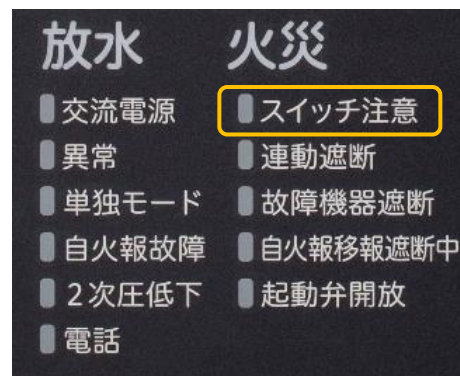 放水
交流電源
異常
単独モード
自火報故障
2次圧低下
電話
火災
スイッチ注意
連動遮断
故障機器遮断
自火報移報遮断中
起動弁開放